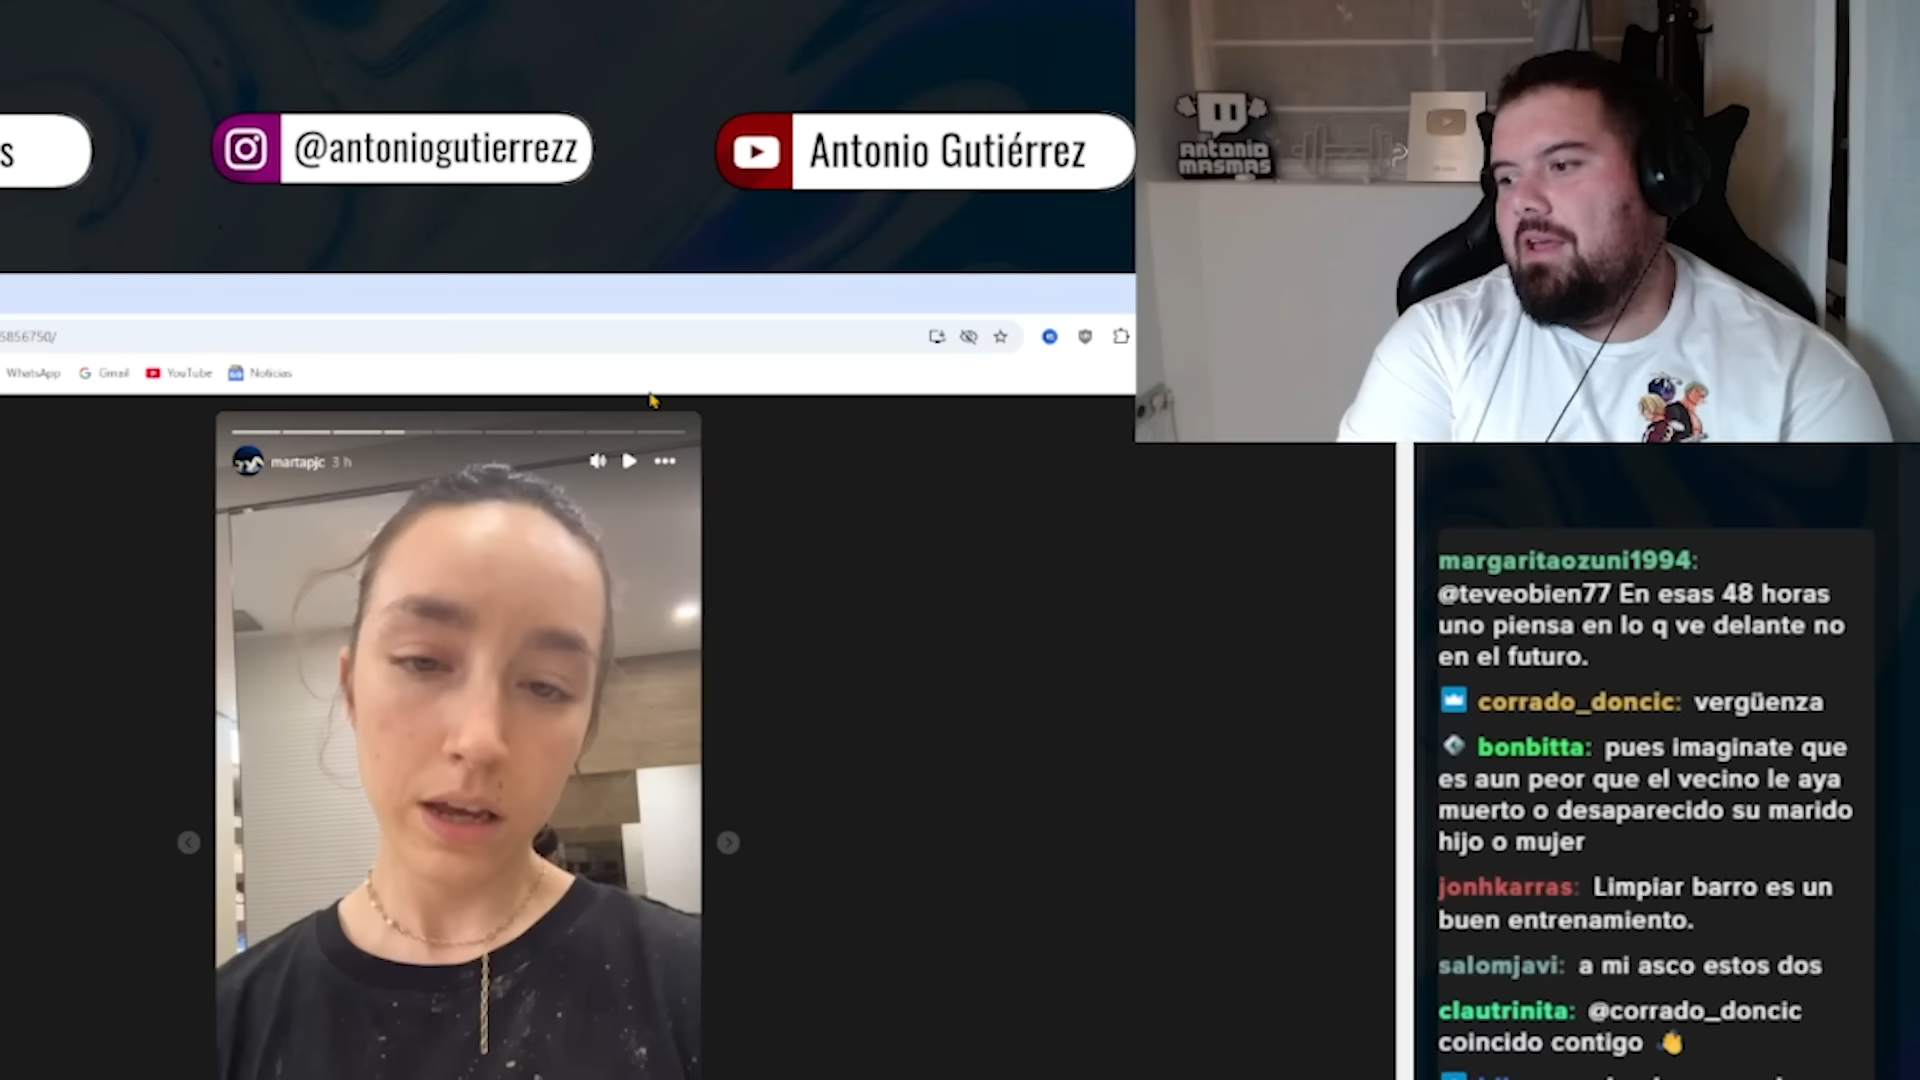 s
@antoniogutierrezz
Antonio Gutiérrez
antonio
masmas
5856750/
WhatsApp
Gmail
YouTube
Noticias
martapjc 3 h
margaritaozuni1994:
@teveobien77 En esas 48 horas
uno piensa en lo q ve delante no
en el futuro.
corrado_doncic: vergüenza
bonbitta: pues imaginate que
es aun peor que el vecino le aya
muerto o desaparecido su marido
hijo o mujer
jonhkarras: Limpiar barro es un
buen entrenamiento.
salomjavi: a mi asco estos dos
clautrinita: @corrado_doncic
coincido contigo 👏